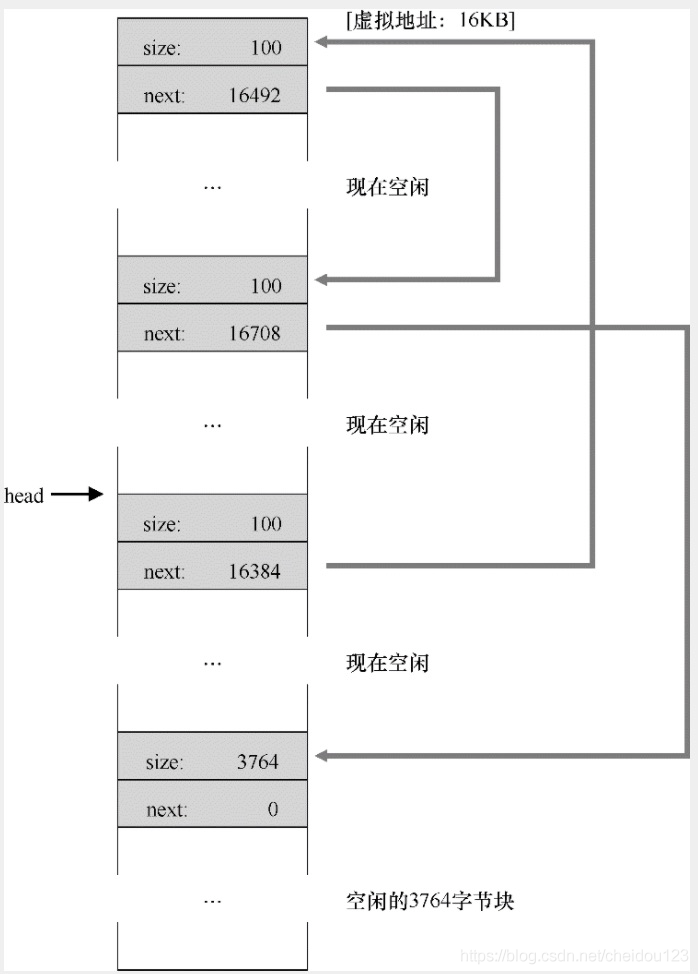 [虚拟地址：16KB]
size: 100
next: 16492
... 现在空闲
size: 100
next: 16708
... 现在空闲
head
size: 100
next: 16384
... 现在空闲
size: 3764
next: 0
... 空闲的3764字节块
https://blog.csdn.net/cheidou123